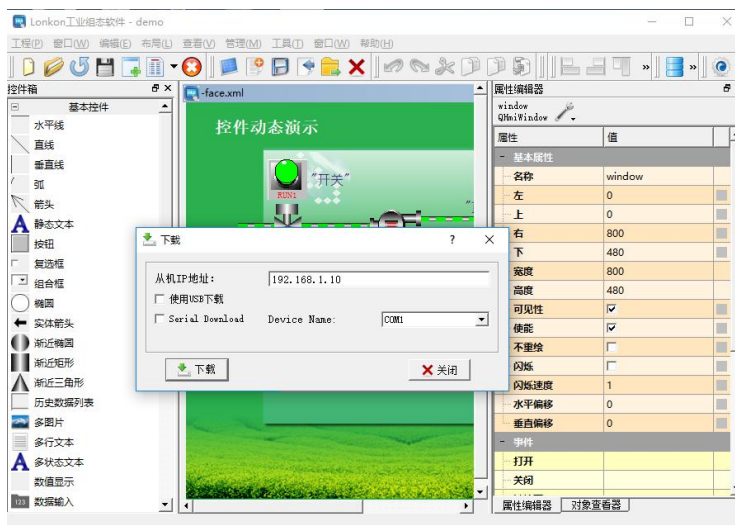 Lonkon工业组态软件 - demo
工程(P) 窗口(W) 编辑(E) 布局(L) 查看(V) 管理(M) 工具(T) 窗口(W) 帮助(H)
控件箱
基本控件
水平线
直线
垂直线
弧
箭头
静态文本
按钮
复选框
组合框
椭圆
实体箭头
渐近椭圆
渐近矩形
渐近三角形
历史数据列表
多图片
多行文本
多状态文本
数值显示
123 数据输入
-face.xml
控件动态演示
"开关"
RUN1
下载 ? ×
从机IP地址: 192.168.1.10
使用USB下载
Serial Download Device Name: COM1
下载 关闭
属性编辑器
window
QHmiWindow
属性 值
- 基本属性
名称 window
左 0
上 0
右 800
下 480
宽度 800
高度 480
可见性
使能
不重绘
闪烁
闪烁速度 1
水平偏移 0
垂直偏移 0
- 事件
打开
关闭
属性编辑器 对象查看器